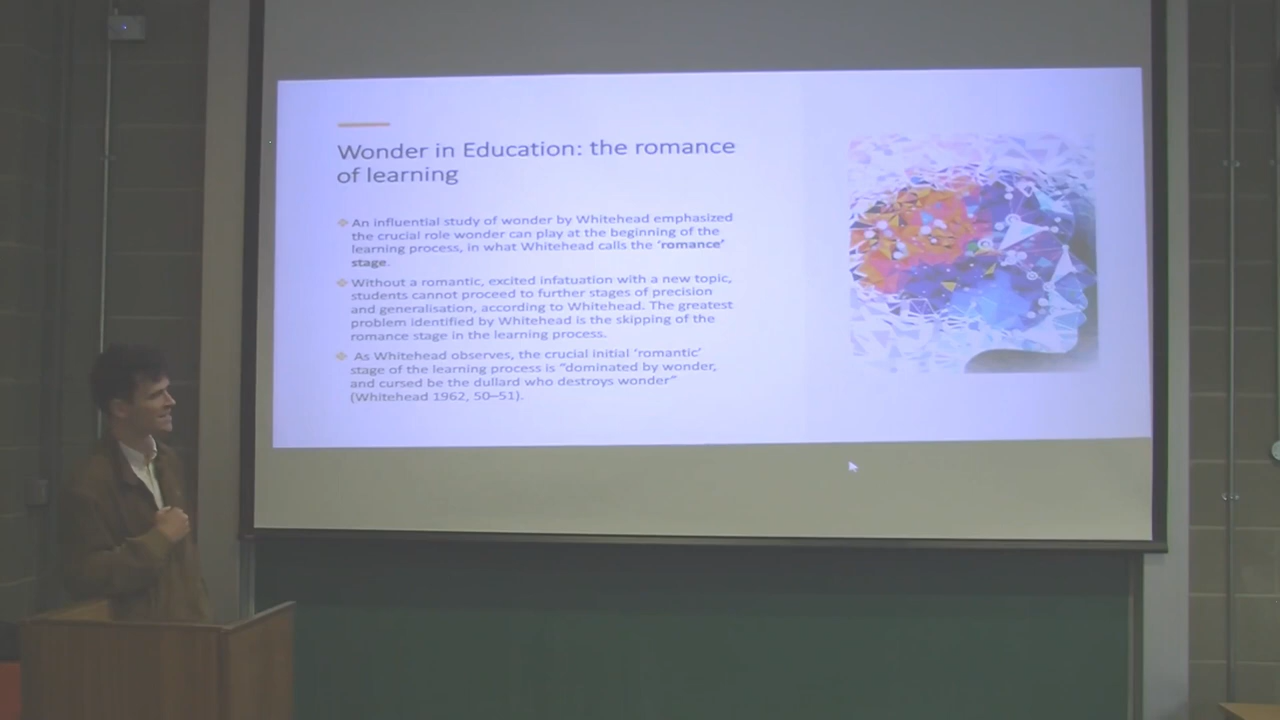 Wonder in Education: the romance
of learning
An influential study of wonder by Whitehead emphasized
the crucial role wonder can play at the beginning of the
learning process, in what Whitehead calls the ‘romance’
stage.
Without a romantic, excited infatuation with a new topic,
students cannot proceed to further stages of precision
and generalisation, according to Whitehead. The greatest
problem identified by Whitehead is the skipping of the
romance stage in the learning process.
As Whitehead observes, the crucial initial ‘romantic’
stage of the learning process is “dominated by wonder,
and cursed be the dullard who destroys wonder”
(Whitehead 1962, 50–51).